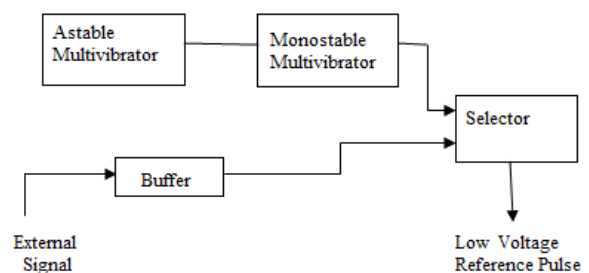 Astable
Multivibrator
Monostable
Multivibrator
Selector
Buffer
External
Signal
Low Voltage
Reference Pulse